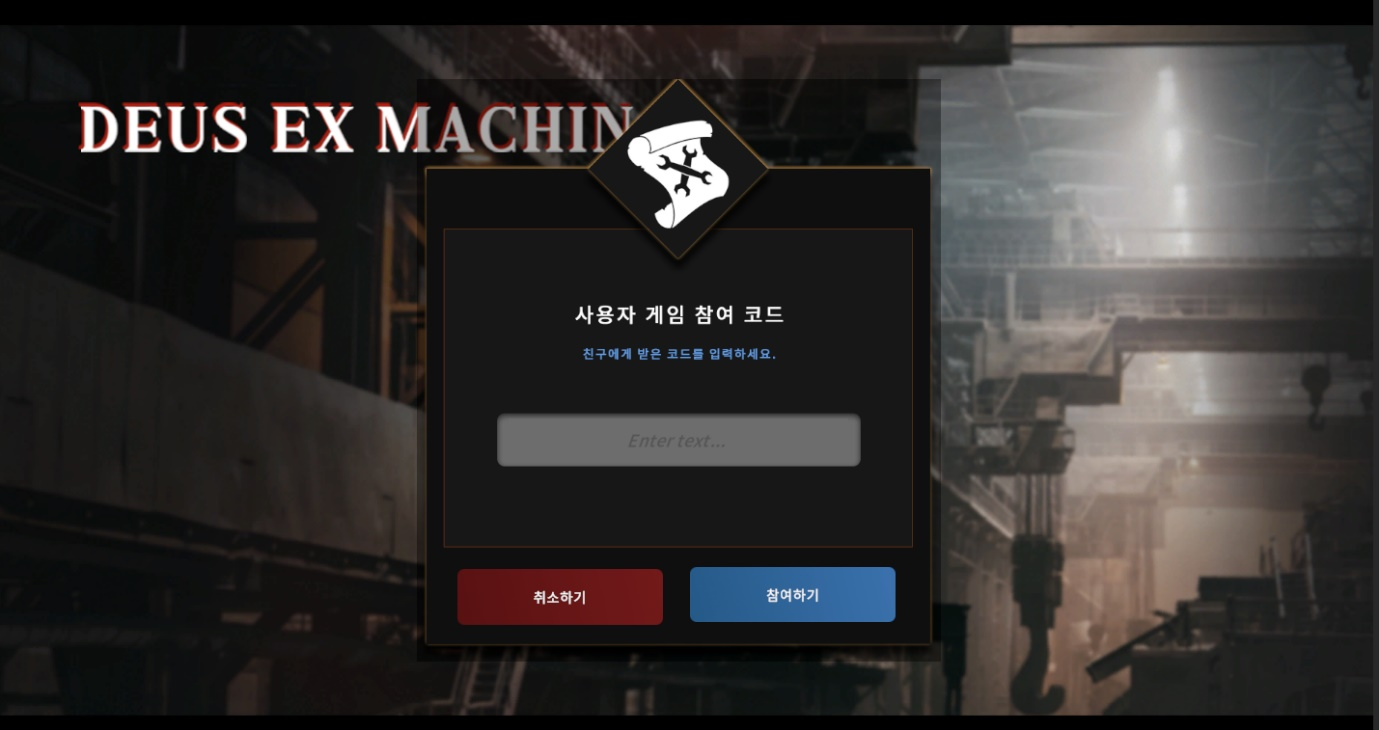 DEUS EX MACHIN
사용자 게임 참여 코드
친구에게 받은 코드를 입력하세요.
Enter text...
취소하기
참여하기